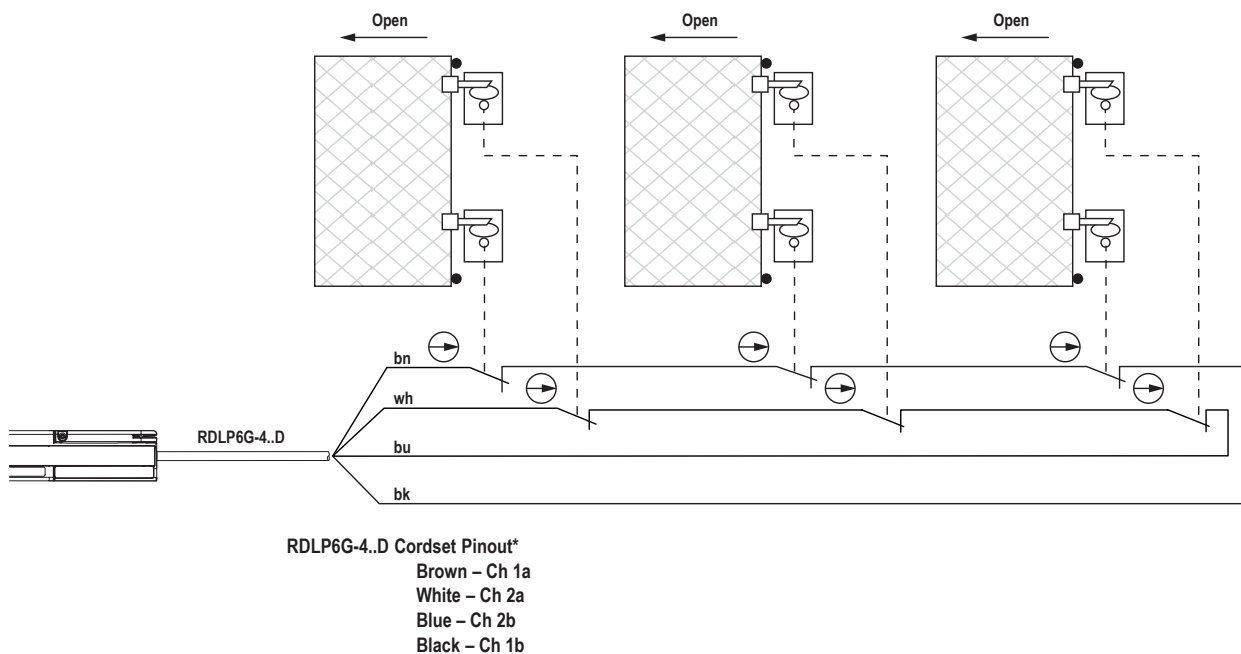 Open
Open
Open
bn
wh
RDLP6G-4..D
bu
bk
RDLP6G-4..D Cordset Pinout*
Brown – Ch 1a
White – Ch 2a
Blue – Ch 2b
Black – Ch 1b